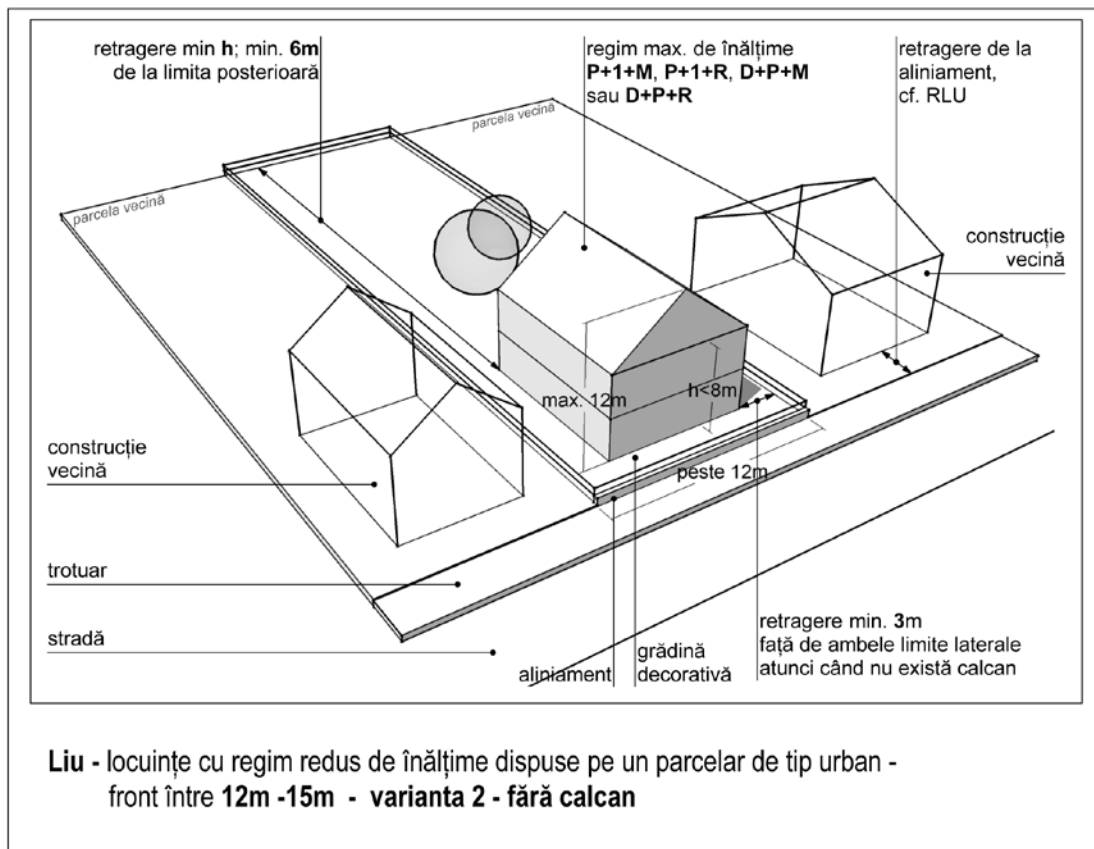 retragere min h; min. 6m
de la limita posterioară
regim max. de înălțime
P+1+M, P+1+R, D+P+M
sau D+P+R
retragere de la
aliniament,
cf. RLU
parcela vecină
parcela vecină
construcție
vecină
max. 12m
h<8m
peste 12m
construcție
vecină
trotuar
stradă
aliniament
grădină
decorativă
retragere min. 3m
față de ambele limite laterale
atunci când nu există calcan
Liu - locuințe cu regim redus de înălțime dispuse pe un parcelar de tip urban -
front între 12m -15m - varianta 2 - fără calcan